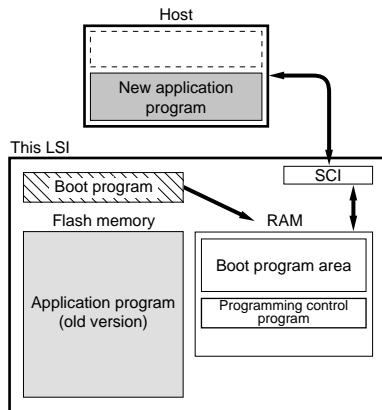 Host
New application
program
This LSI
SCI
Boot program
Flash memory
RAM
Boot program area
Application program
(old version)
Programming control
program